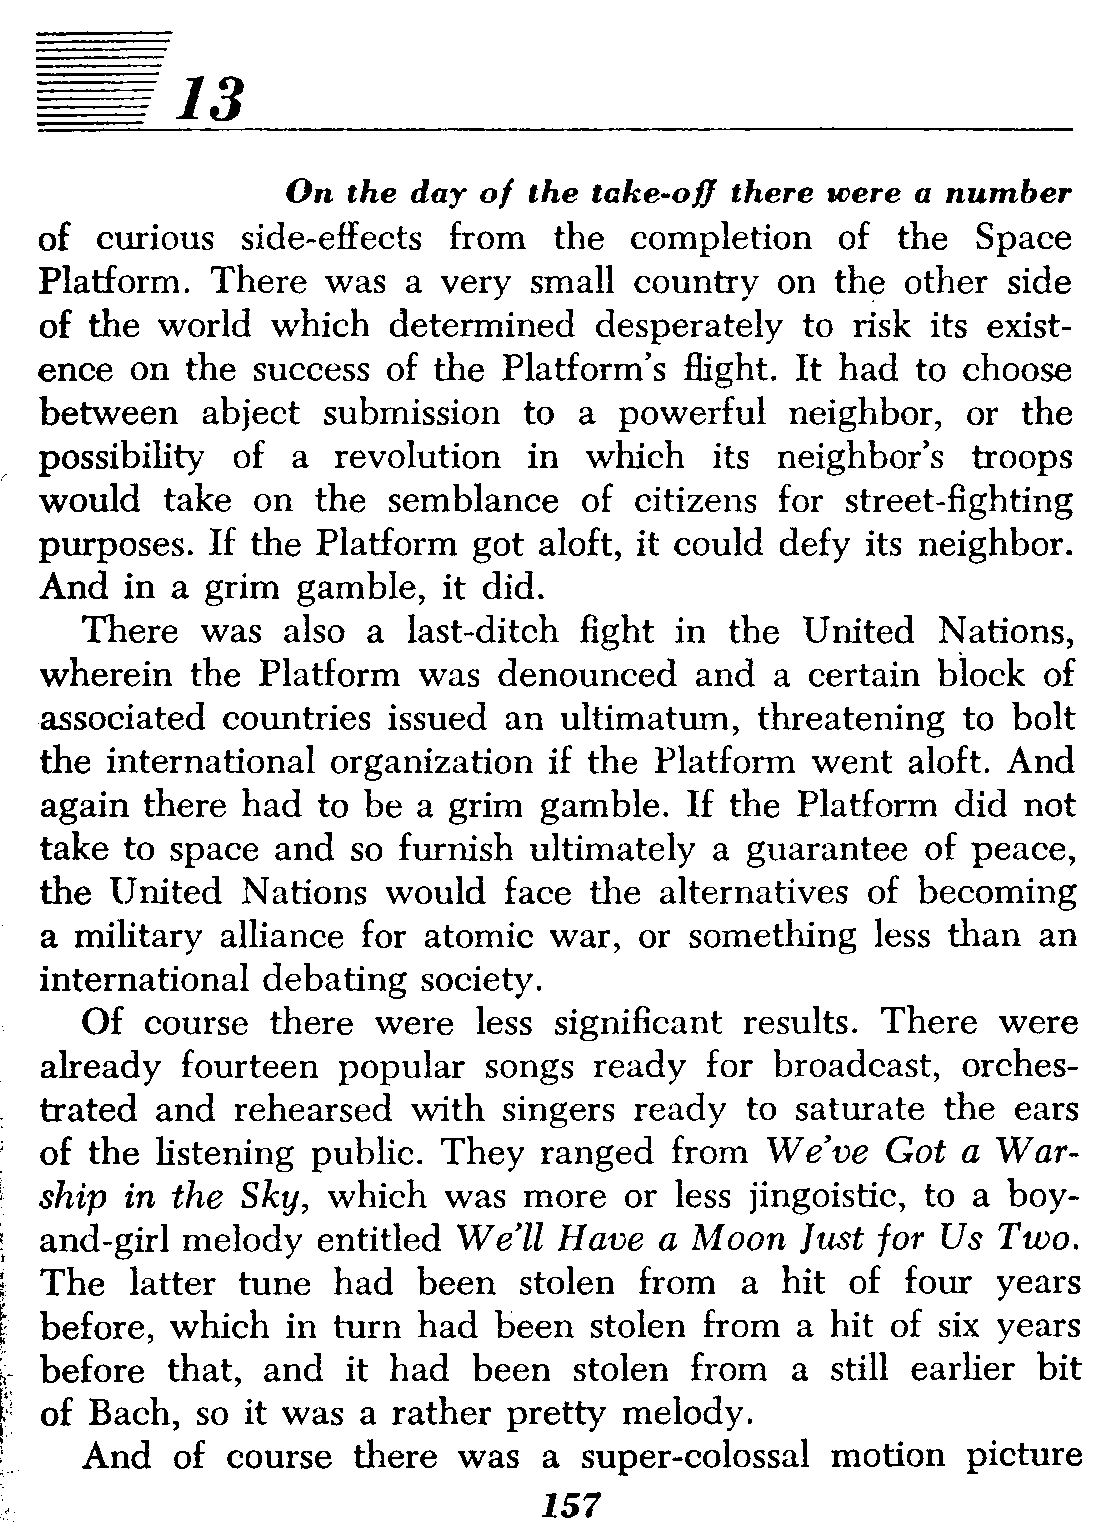 13
On the day of the take-off there were a number
of curious side-effects from the completion of the Space
Platform. There was a very small country on the other side
of the world which determined desperately to risk its exist-
ence on the success of the Platform's flight. It had to choose
between abject submission to a powerful neighbor, or the
possibility of a revolution in which its neighbor's troops
would take on the semblance of citizens for street-fighting
purposes. If the Platform got aloft, it could defy its neighbor.
And in a grim gamble, it did.
There was also a last-ditch fight in the United Nations,
wherein the Platform was denounced and a certain block of
associated countries issued an ultimatum, threatening to bolt
the international organization if the Platform went aloft. And
again there had to be a grim gamble. If the Platform did not
take to space and so furnish ultimately a guarantee of peace,
the United Nations would face the alternatives of becoming
a military alliance for atomic war, or something less than an
international debating society.
Of course there were less significant results. There were
already fourteen popular songs ready for broadcast, orches-
trated and rehearsed with singers ready to saturate the ears
of the listening public. They ranged from We've Got a War-
ship in the Sky, which was more or less jingoistic, to a boy-
and-girl melody entitled We'll Have a Moon Just for Us Two.
The latter tune had been stolen from a hit of four years
before, which in turn had been stolen from a hit of six years
before that, and it had been stolen from a still earlier bit
of Bach, so it was a rather pretty melody.
And of course there was a super-colossal motion picture
157